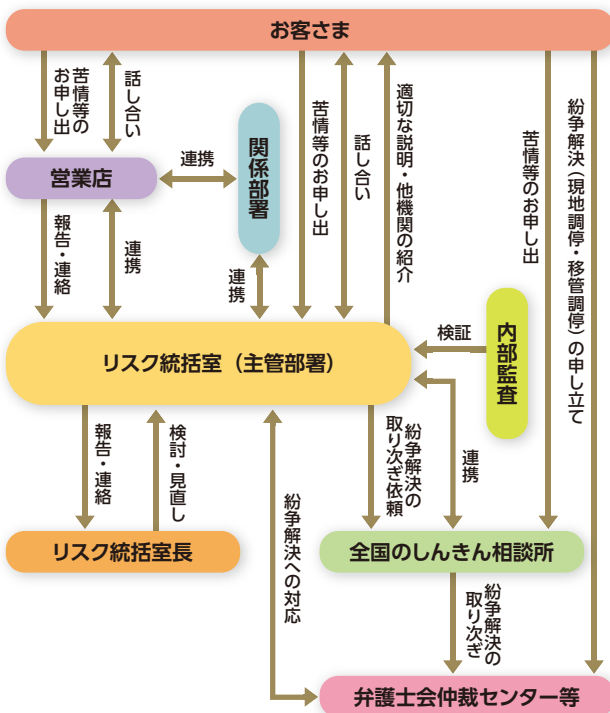 お客さま
苦情等の
お申し出
話し合い
苦情等のお申し出
話し合い
適切な説明・他機関の紹介
苦情等のお申し出
紛争解決（現地調停・移管調停）の申し立て
営業店
連携
関係部署
報告・連絡
連携
連携
リスク統括室（主管部署）
検証
内部監査
報告・連絡
検討・見直し
紛争解決への対応
紛争解決の
取り次ぎ依頼
連携
リスク統括室長
全国のしんきん相談所
紛争解決の
取り次ぎ
弁護士会仲裁センター等